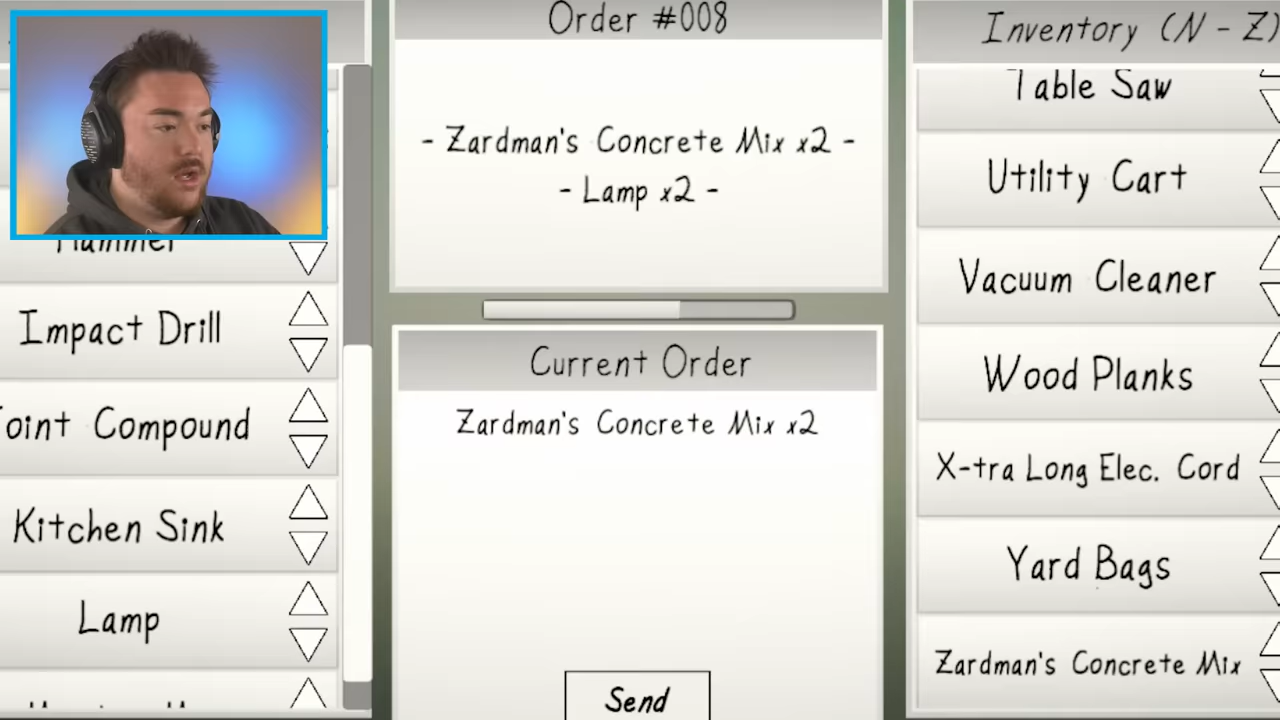 Order #008
- Zardman's Concrete Mix x2 -
- Lamp x2 -
Current Order
Zardman's Concrete Mix x2
Send
Hammer
Impact Drill
Joint Compound
Kitchen Sink
Lamp
Inventory (N - Z)
Table Saw
Utility Cart
Vacuum Cleaner
Wood Planks
X-tra Long Elec. Cord
Yard Bags
Zardman's Concrete Mix